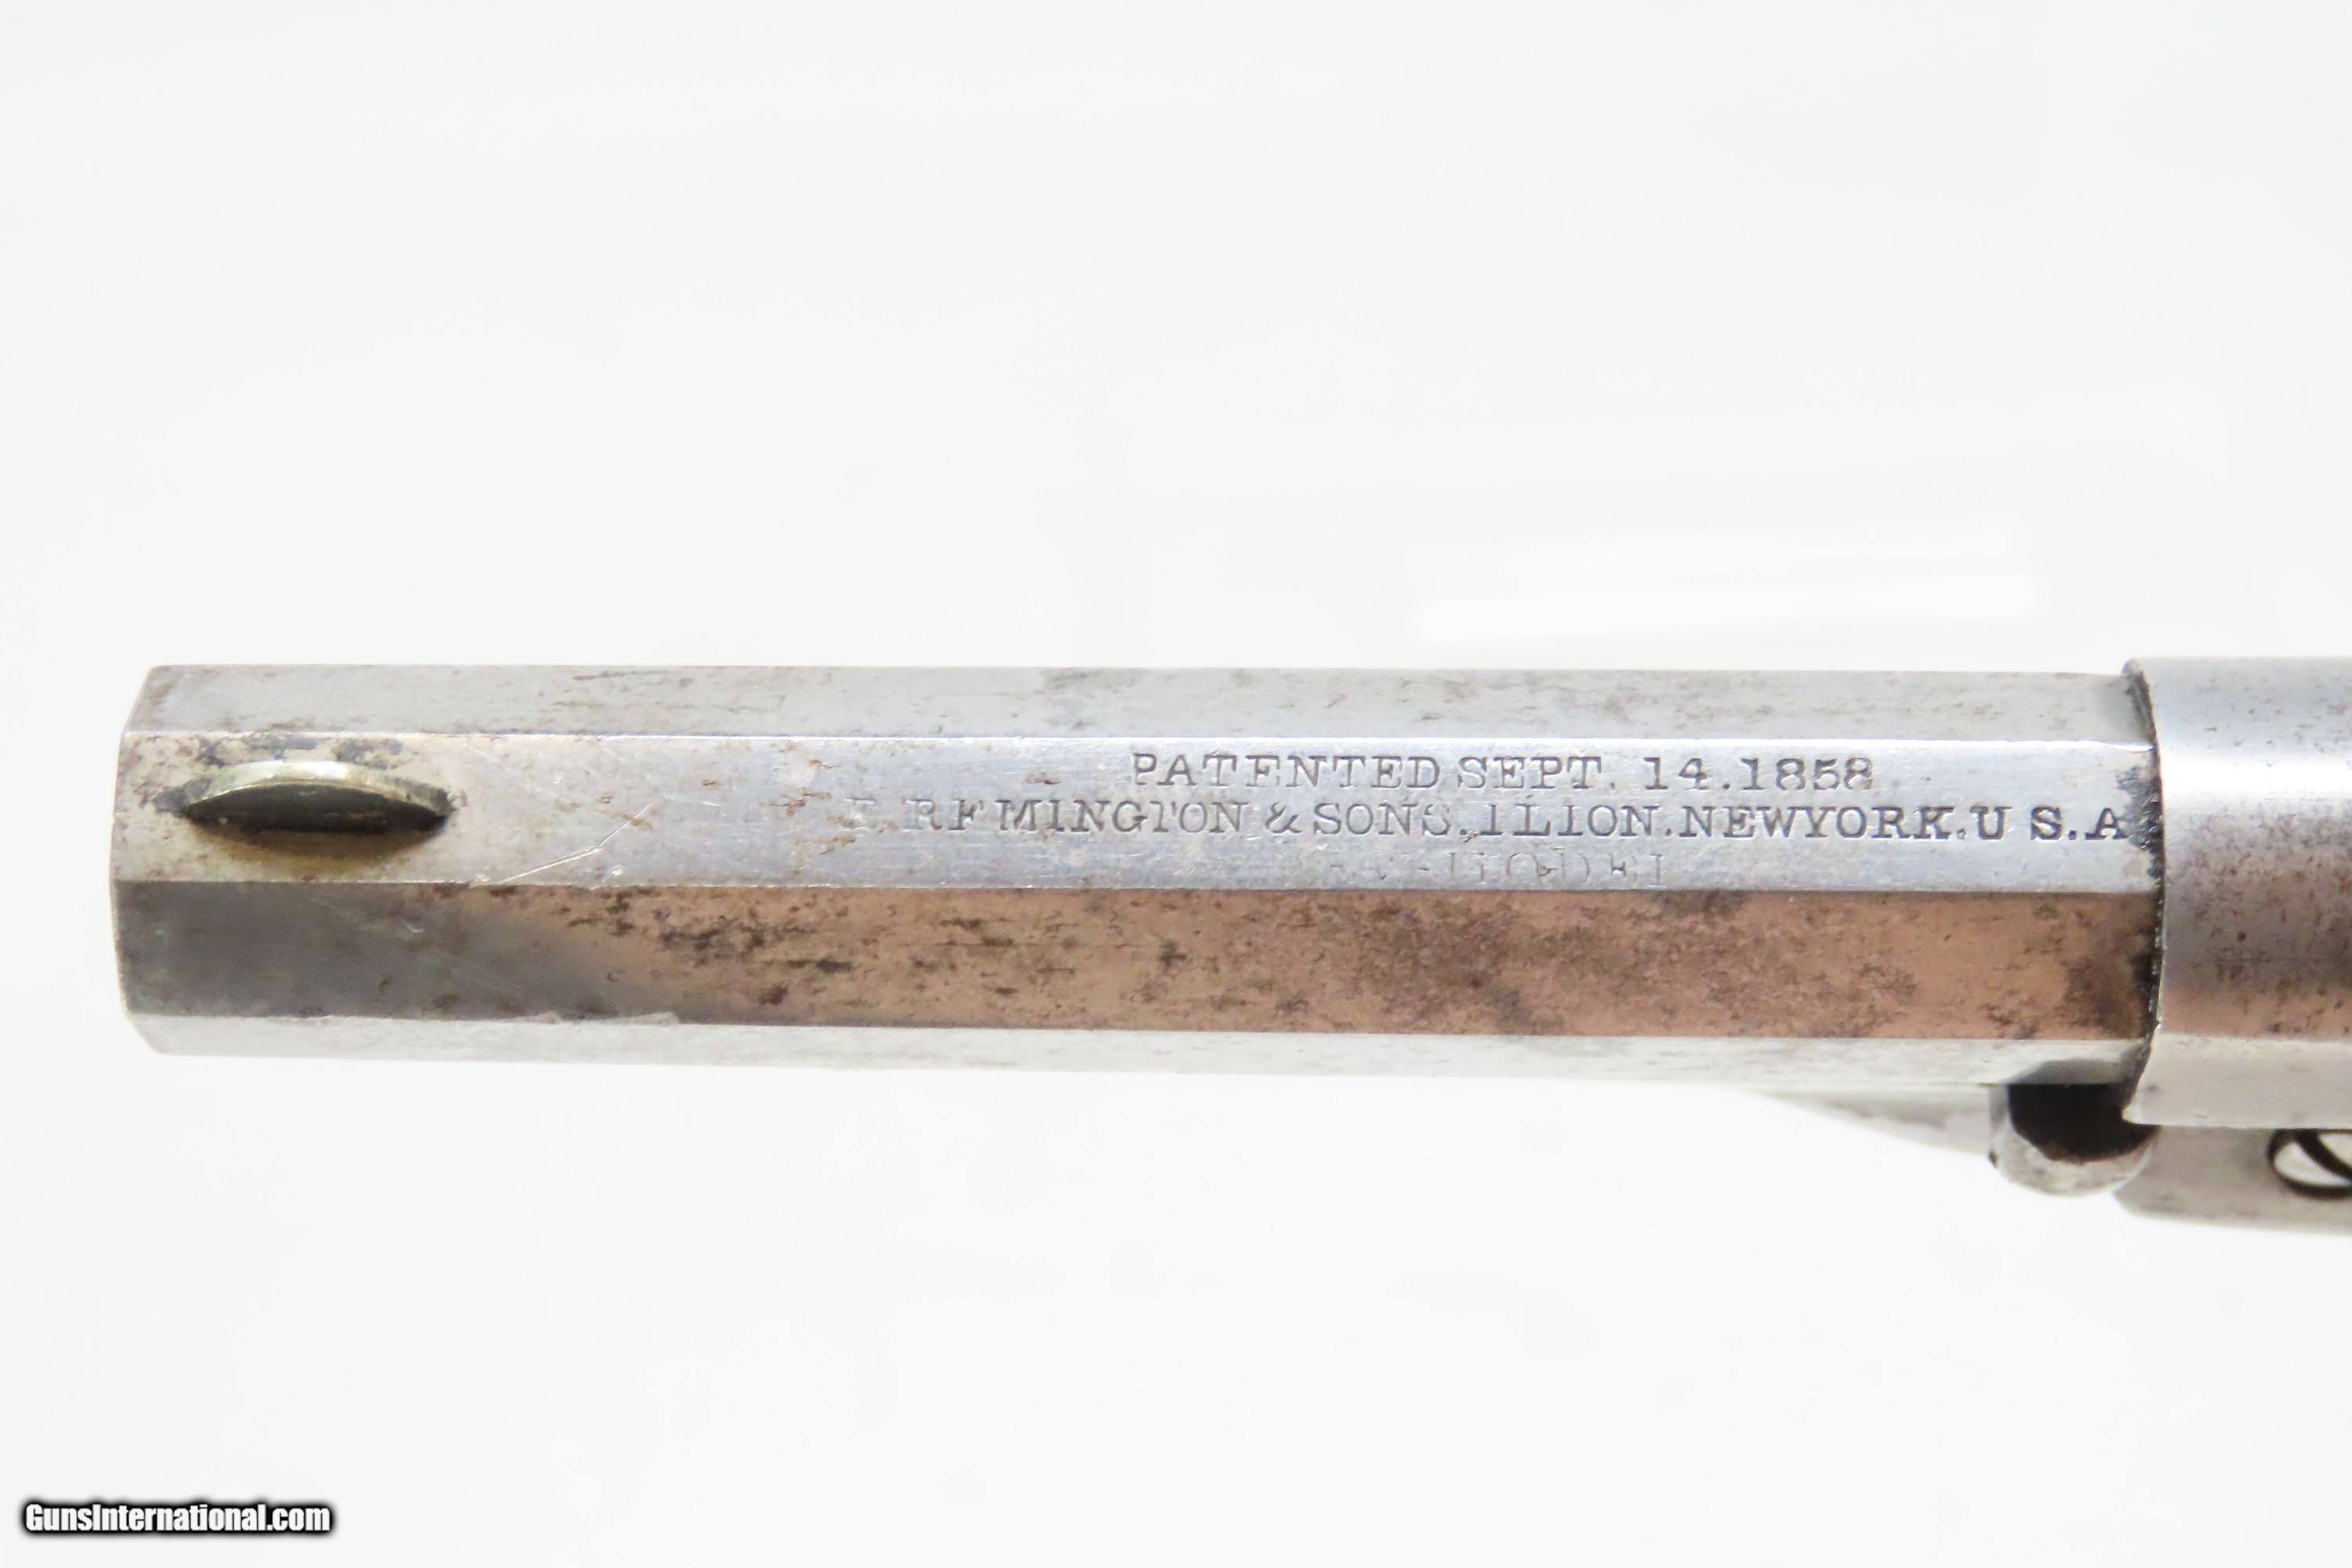 PATENTED SEPT. 14.1858
E. REMINGTON & SONS. ILION. NEWYORK. U S.A
GunsInternational.com